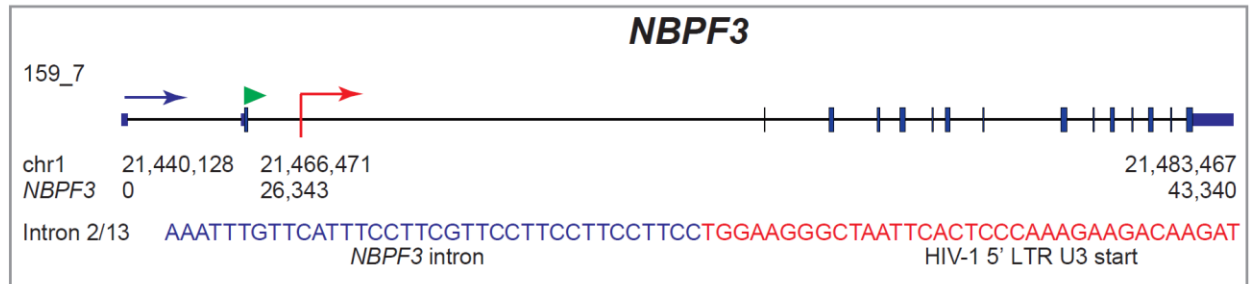 NBPF3
159_7
chr1 21,440,128 21,466,471 21,483,467
NBPF3 0 26,343 43,340
Intron 2/13 AAATTTGTTCATTTCCTTCGTTCCTTCCTTCCTTCCTGGAAGGGCTAATTCACTCCCAAAGAAGACAAGAT
NBPF3 intron HIV-1 5' LTR U3 start